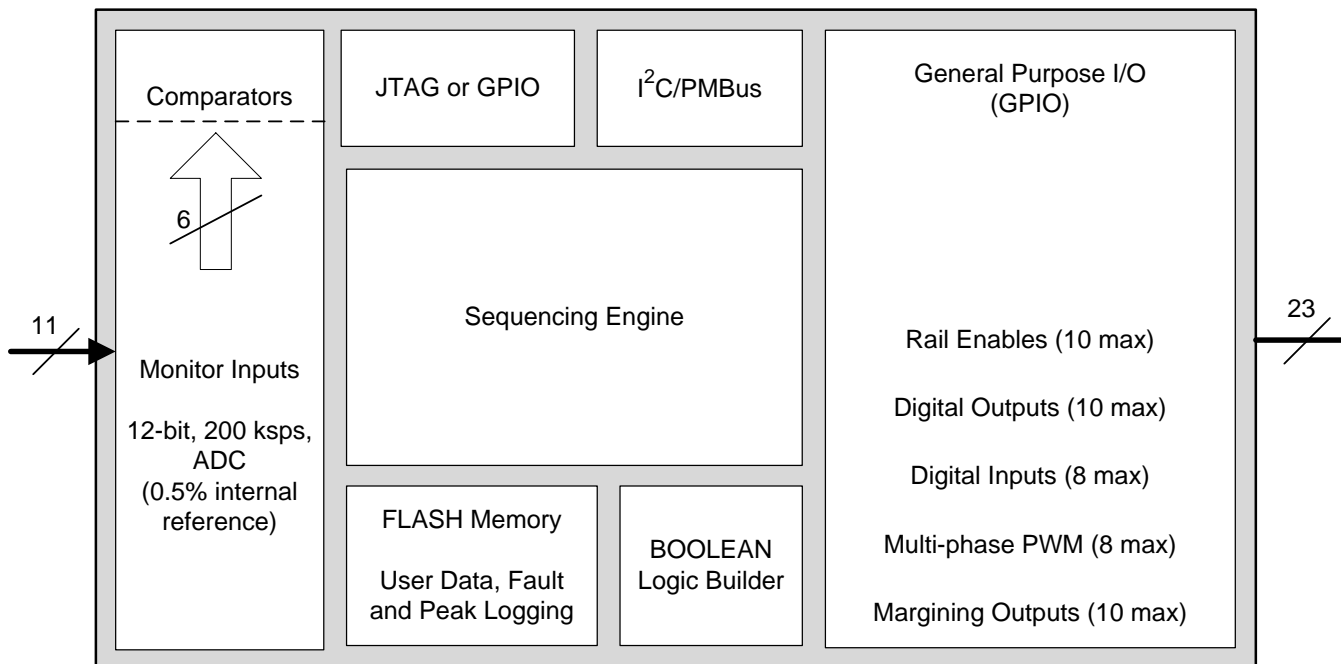 Comparators
6
11
Monitor Inputs
12-bit, 200 ksps,
ADC
(0.5% internal
reference)
JTAG or GPIO
I²C/PMBus
Sequencing Engine
FLASH Memory
User Data, Fault
and Peak Logging
BOOLEAN
Logic Builder
General Purpose I/O
(GPIO)
Rail Enables (10 max)
Digital Outputs (10 max)
Digital Inputs (8 max)
Multi-phase PWM (8 max)
Margining Outputs (10 max)
23